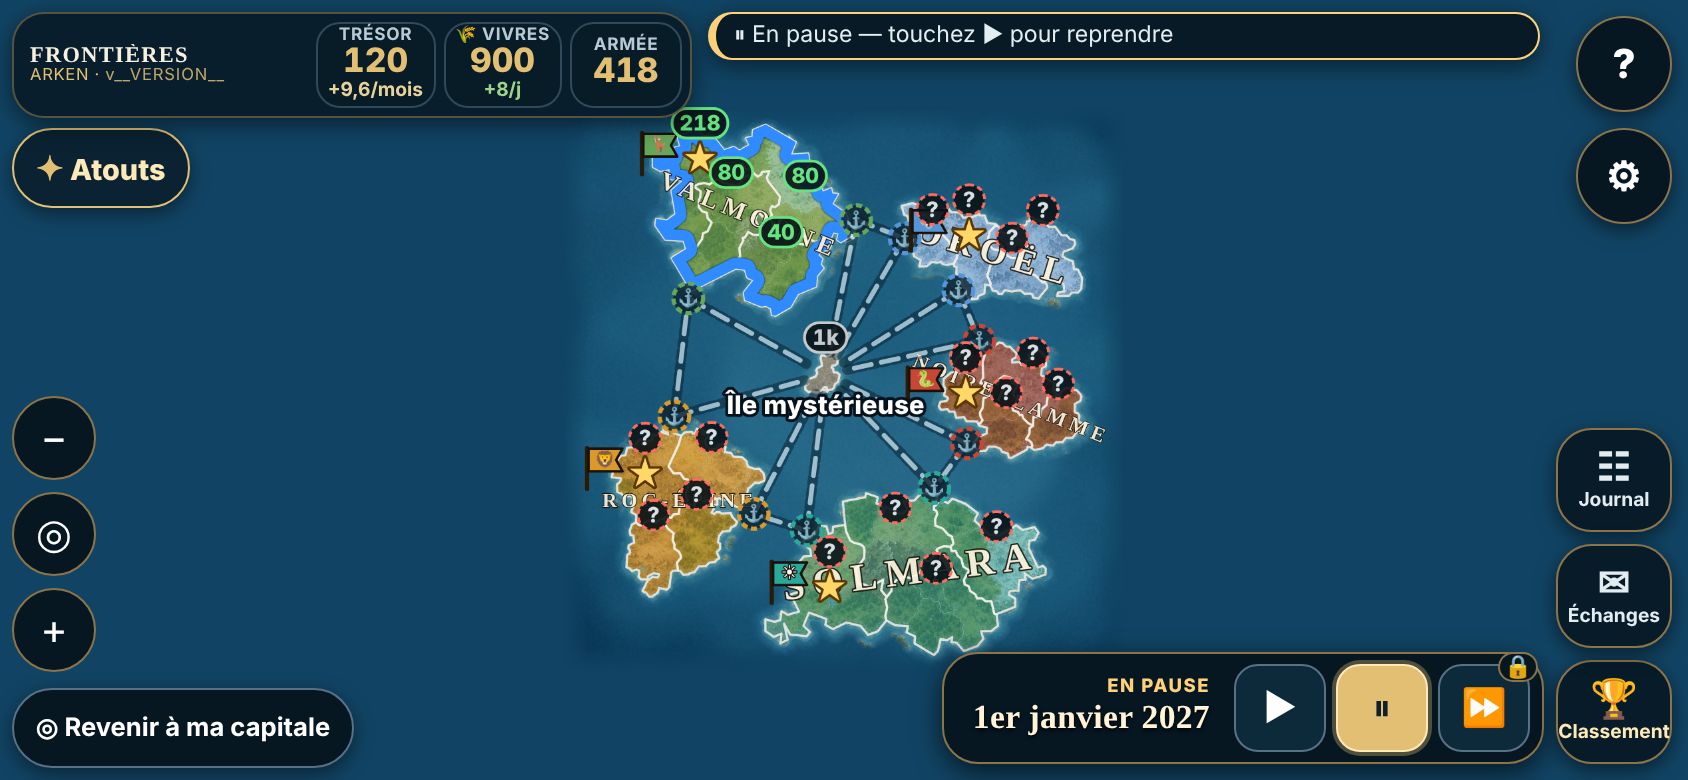 FRONTIÈRES
ARKEN · v__VERSION__
TRÉSOR
120
+9,6/mois
VIVRES
900
+8/j
ARMÉE
418
⏸ En pause — touchez ▶ pour reprendre
?
✦ Atouts
218
80
80
VALMORNE
40
? ? ? ?
1k
Île mystérieuse
? ? ? ?
NOIRE-LAMME
? ? ? ?
? ? ? ?
SOLMARA
−
+
◎ Revenir à ma capitale
Journal
Échanges
Classement
EN PAUSE
1er janvier 2027